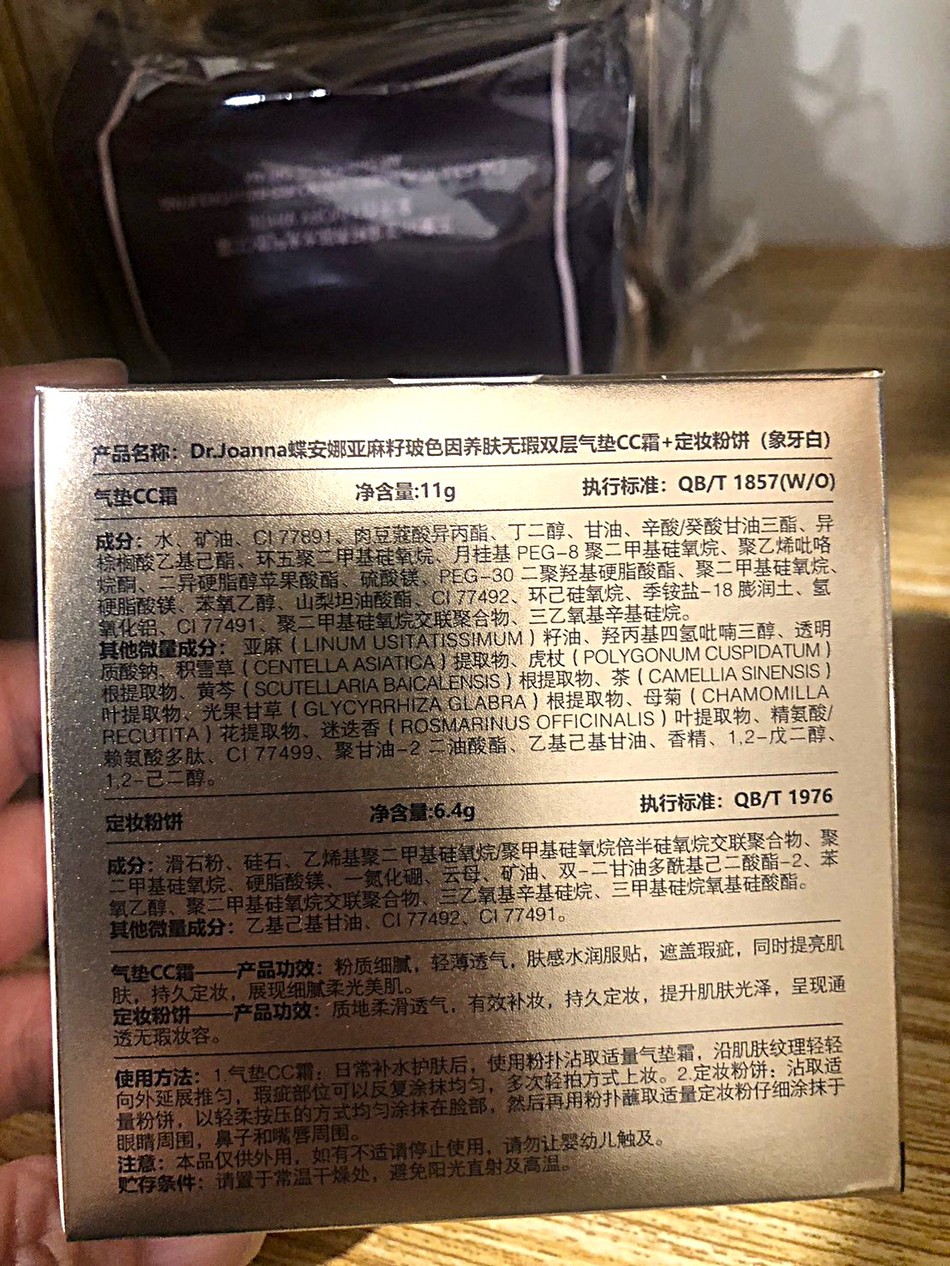 产品名称：Dr.Joanna蝶安娜亚麻籽玻色因养肤无瑕双层气垫CC霜+定妆粉饼（象牙白）
气垫CC霜 净含量:11g 执行标准：QB/T 1857(W/O)
成分：水、矿油、CI 77891、肉豆蔻酸异丙酯、丁二醇、甘油、辛酸/癸酸甘油三酯、异
棕榈酸乙基己酯、环五聚二甲基硅氧烷、月桂基 PEG-8 聚二甲基硅氧烷、聚乙烯吡咯
烷酮、二异硬脂醇苹果酸酯、硫酸镁、PEG-30 二聚羟基硬脂酸酯、聚二甲基硅氧烷、
硬脂酸镁、苯氧乙醇、山梨坦油酸酯、CI 77492、环己硅氧烷、季铵盐-18 膨润土、氢
氧化铝、CI 77491、聚二甲基硅氧烷交联聚合物、三乙氧基辛基硅烷。
其他微量成分：亚麻（LINUM USITATISSIMUM）籽油、羟丙基四氢吡喃三醇、透明
质酸钠、积雪草（CENTELLA ASIATICA）提取物、虎杖（POLYGONUM CUSPIDATUM）
根提取物、黄芩（SCUTELLARIA BAICALENSIS）根提取物、茶（CAMELLIA SINENSIS）
叶提取物、光果甘草（GLYCYRRHIZA GLABRA）根提取物、母菊（CHAMOMILLA
RECUTITA）花提取物、迷迭香（ROSMARINUS OFFICINALIS）叶提取物、精氨酸/
赖氨酸多肽、CI 77499、聚甘油-2 二油酸酯、乙基己基甘油、香精、1,2-戊二醇、
1,2-己二醇。
定妆粉饼 净含量:6.4g 执行标准：QB/T 1976
成分：滑石粉、硅石、乙烯基聚二甲基硅氧烷/聚甲基硅氧烷倍半硅氧烷交联聚合物、聚
二甲基硅氧烷、硬脂酸镁、一氮化硼、云母、矿油、双-二甘油多酰基己二酸酯-2、苯
氧乙醇、聚二甲基硅氧烷交联聚合物、三乙氧基辛基硅烷、三甲基硅烷氧基硅酸酯。
其他微量成分：乙基己基甘油、CI 77492、CI 77491。
气垫CC霜——产品功效：粉质细腻，轻薄透气，肤感水润服贴，遮盖瑕疵，同时提亮肌
肤，持久定妆，展现细腻柔光美肌。
定妆粉饼——产品功效：质地柔滑透气，有效补妆，持久定妆，提升肌肤光泽，呈现通
透无瑕妆容。
使用方法：1.气垫CC霜：日常补水护肤后，使用粉扑沾取适量气垫霜，沿肌肤纹理轻轻
向外延展推匀，瑕疵部位可以反复涂抹均匀，多次轻拍方式上妆。2.定妆粉饼：沾取适
量粉饼，以轻柔按压的方式均匀涂抹在脸部，然后再用粉扑蘸取适量定妆粉仔细涂抹于
眼睛周围，鼻子和嘴唇周围。
注意：本品仅供外用，如有不适请停止使用，请勿让婴幼儿触及。
贮存条件：请置于常温干燥处，避免阳光直射及高温。